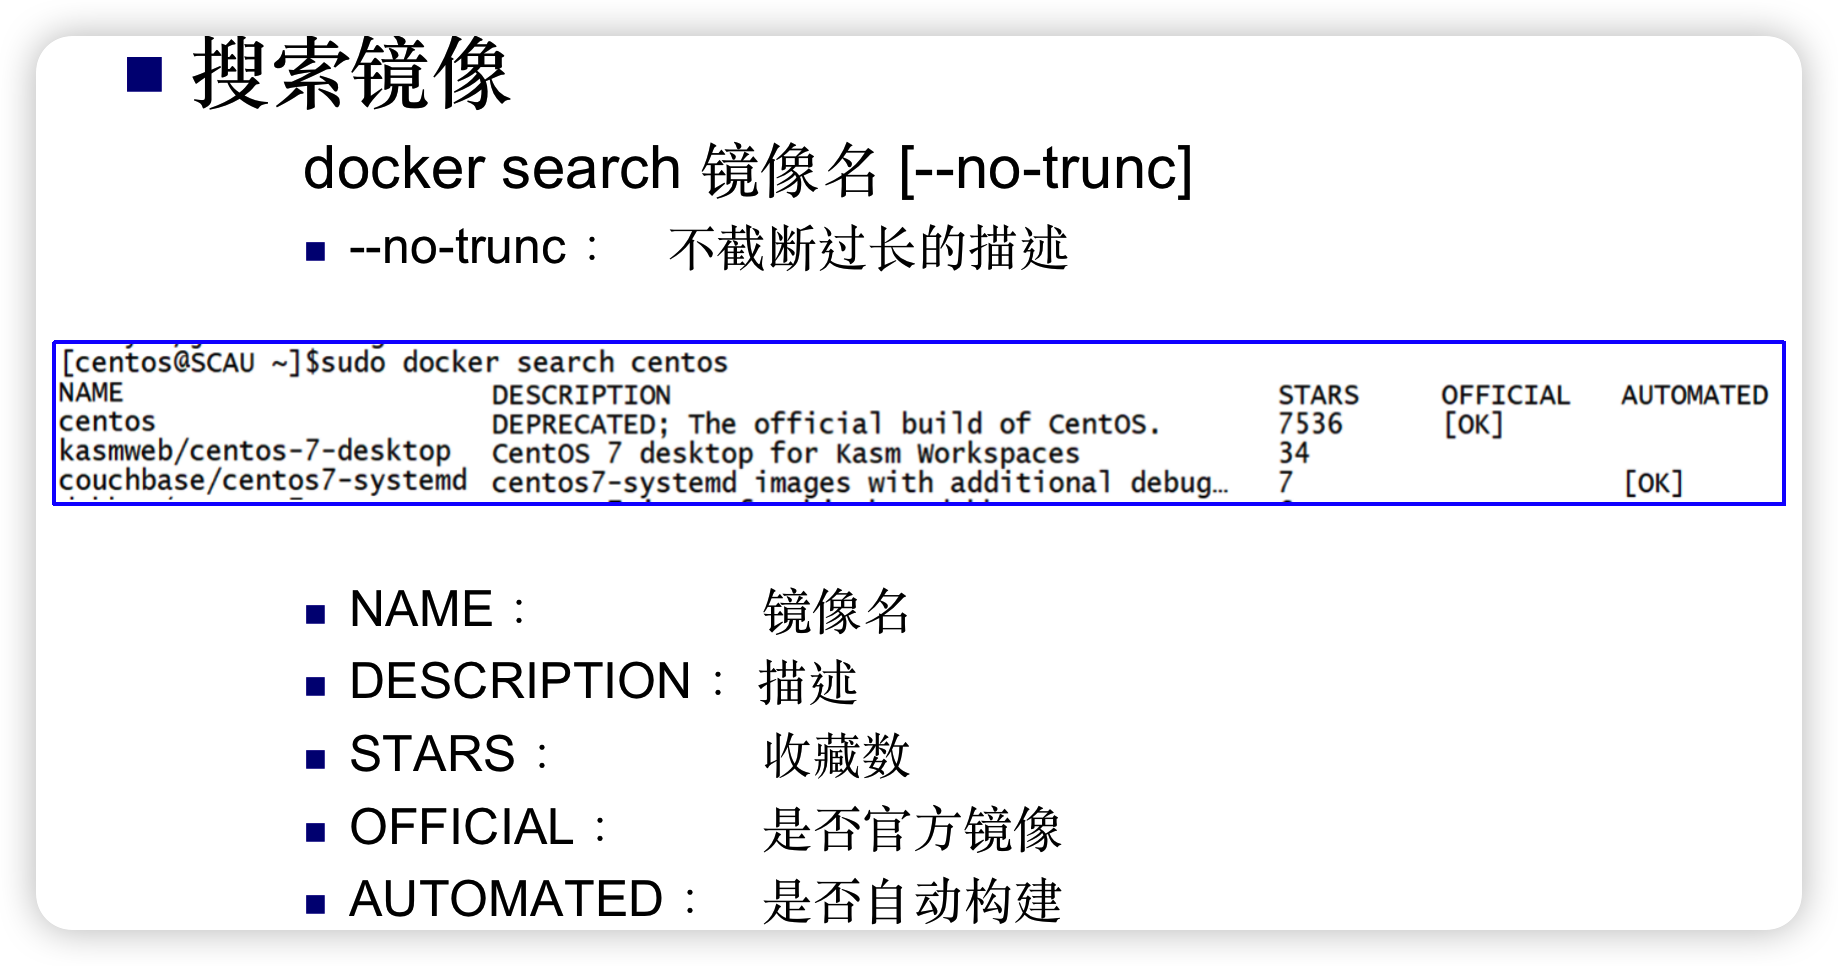 搜索镜像
docker search 镜像名 [--no-trunc]
--no-trunc： 不截断过长的描述
[centos@SCAU ~]$sudo docker search centos
NAME DESCRIPTION STARS OFFICIAL AUTOMATED
centos DEPRECATED; The official build of CentOS. 7536 [OK]
kasmweb/centos-7-desktop CentOS 7 desktop for Kasm Workspaces 34
couchbase/centos7-systemd centos7-systemd images with additional debug… 7 [OK]
NAME： 镜像名
DESCRIPTION： 描述
STARS： 收藏数
OFFICIAL： 是否官方镜像
AUTOMATED： 是否自动构建